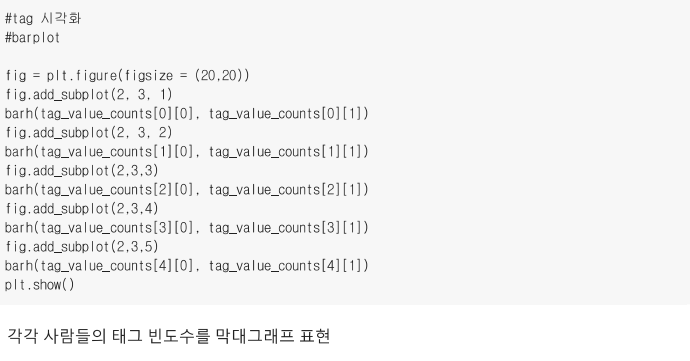 #tag 시각화
#barplot
fig = plt.figure(figsize = (20,20))
fig.add_subplot(2, 3, 1)
barh(tag_value_counts[0][0], tag_value_counts[0][1])
fig.add_subplot(2, 3, 2)
barh(tag_value_counts[1][0], tag_value_counts[1][1])
fig.add_subplot(2,3,3)
barh(tag_value_counts[2][0], tag_value_counts[2][1])
fig.add_subplot(2,3,4)
barh(tag_value_counts[3][0], tag_value_counts[3][1])
fig.add_subplot(2,3,5)
barh(tag_value_counts[4][0], tag_value_counts[4][1])
plt.show()
각각 사람들의 태그 빈도수를 막대그래프 표현